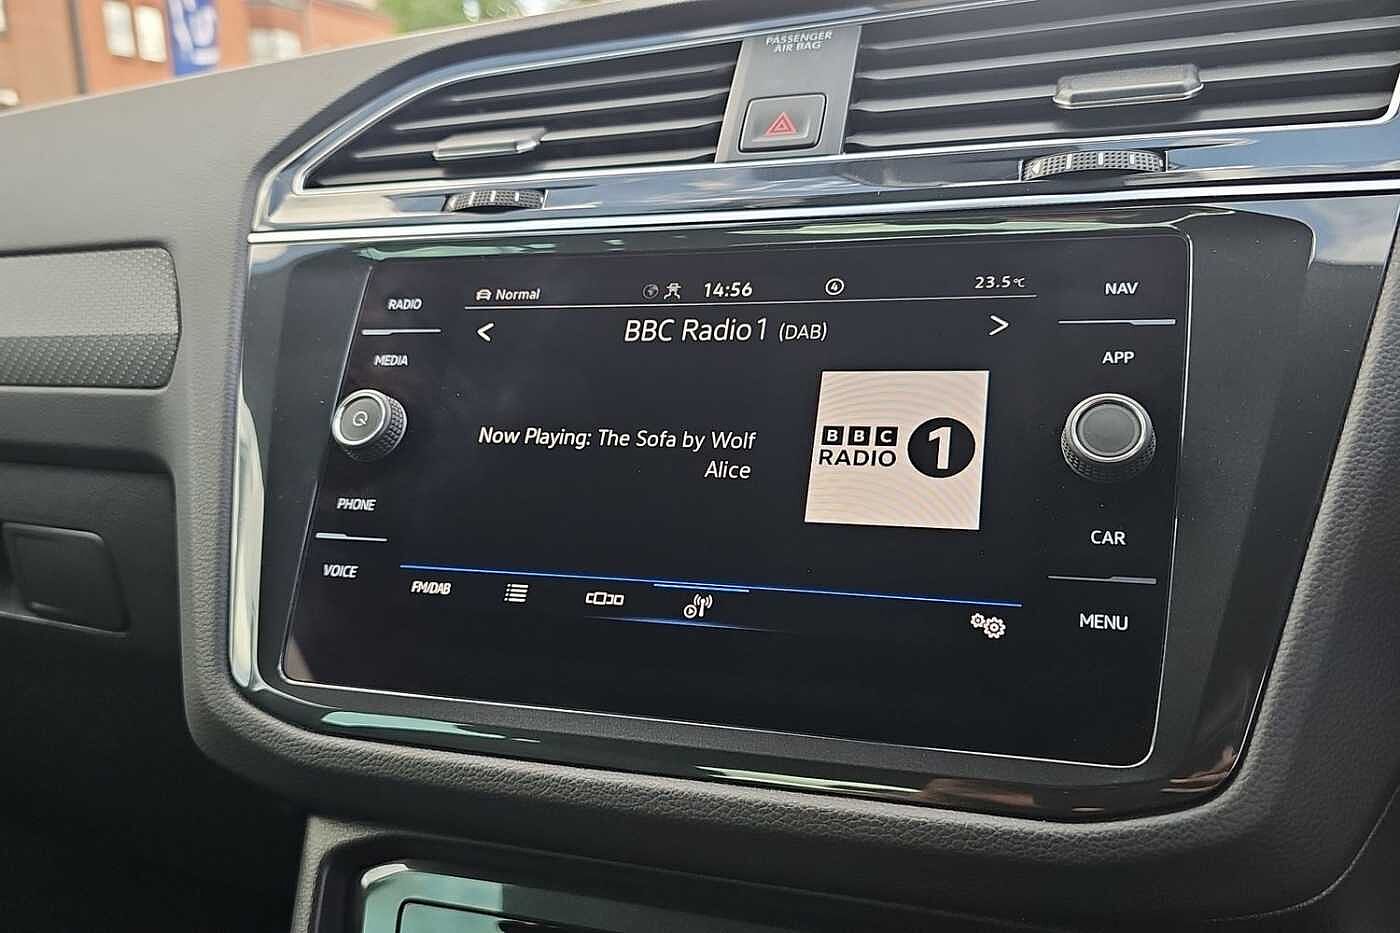 PASSENGER
AIR BAG
RADIO
Normal
14:56
4
23.5°C
NAV
BBC Radio 1 (DAB)
MEDIA
APP
Now Playing: The Sofa by Wolf
Alice
BBC
RADIO 1
PHONE
CAR
VOICE
FM/DAB
MENU